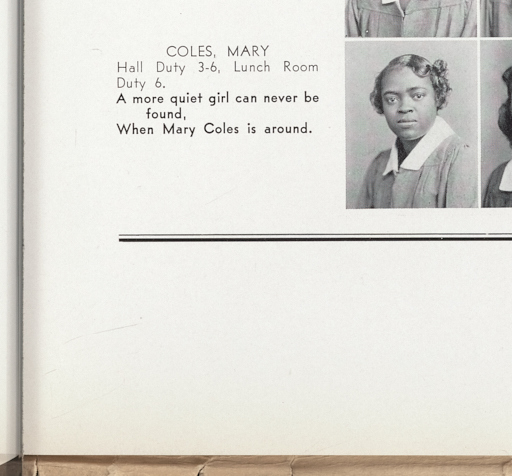 COLES, MARY
Hall Duty 3-6, Lunch Room
Duty 6.
A more quiet girl can never be
found,
When Mary Coles is around.